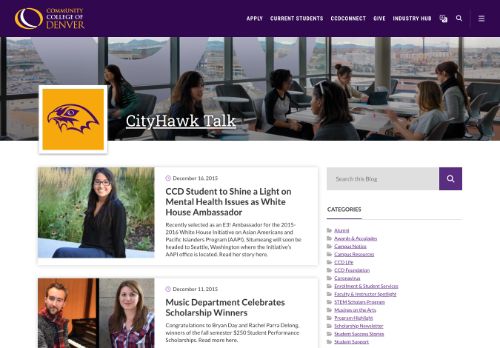 COMMUNITY
COLLEGE OF
DENVER
APPLY CURRENT STUDENTS CCDCONNECT GIVE INDUSTRY HUB
CityHawk Talk
December 16, 2015
CCD Student to Shine a Light on
Mental Health Issues as White
House Ambassador
Recently selected as an E3! Ambassador for the 2015-
2016 White House Initiative on Asian Americans and
Pacific Islanders Program (AAPI), Situmeang will soon be
headed to Seattle, Washington where the Initiative's
AAPI office is located. Read her story here.
December 11, 2015
Music Department Celebrates
Scholarship Winners
Congratulations to Bryan Day and Rachel Parra Delong,
winners of the fall semester $250 Student Performance
Scholarships. Read more here.
Search this Blog
CATEGORIES
Alumni
Awards & Accolades
Campus Notice
Campus Resources
CCD Life
CCD Foundation
Coronavirus
Enrollment & Student Services
Faculty & Instructor Spotlight
STEM Scholars Program
Musings on the Arts
Program Highlight
Scholarship Newsletter
Student Success Stories
Student Support